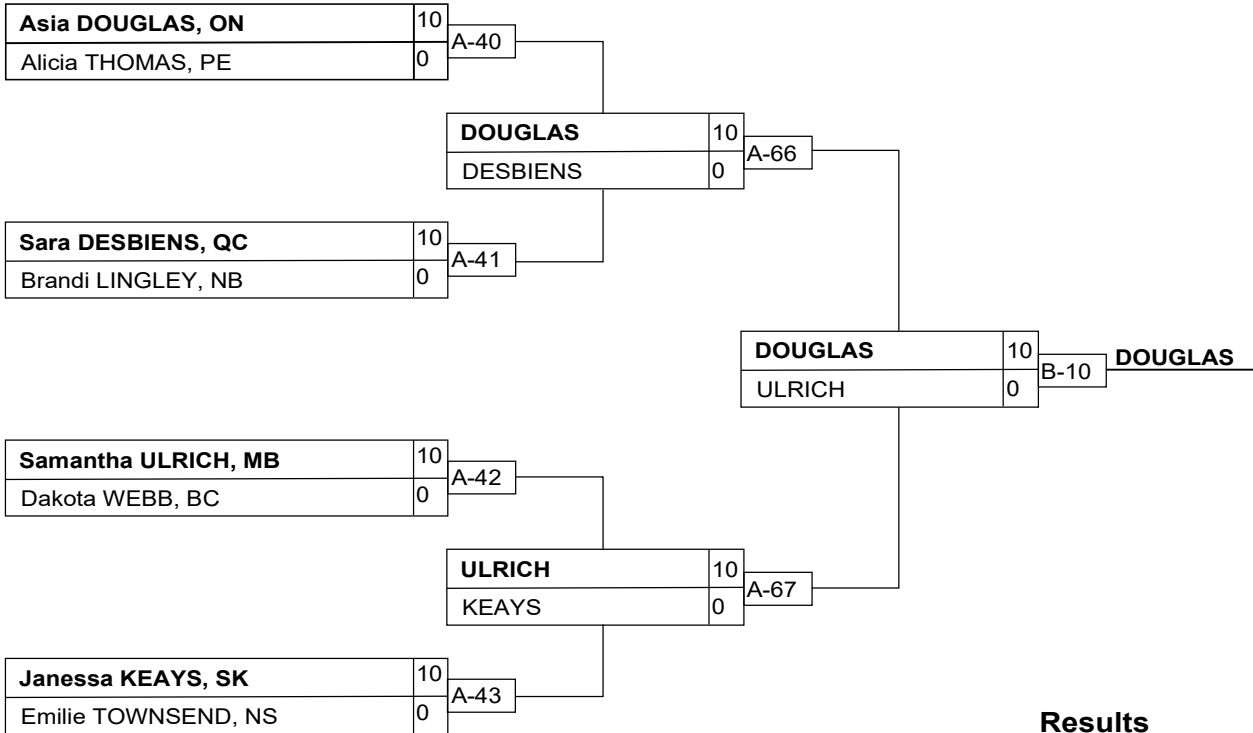 Asia DOUGLAS, ON 10
A-40
Alicia THOMAS, PE 0
DOUGLAS 10
A-66
DESBIENS 0
Sara DESBIENS, QC 10
A-41
Brandi LINGLEY, NB 0
DOUGLAS 10
B-10
DOUGLAS
ULRICH 0
Samantha ULRICH, MB 10
A-42
Dakota WEBB, BC 0
ULRICH 10
A-67
KEAYS 0
Janessa KEAYS, SK 10
A-43
Emilie TOWNSEND, NS 0
Results